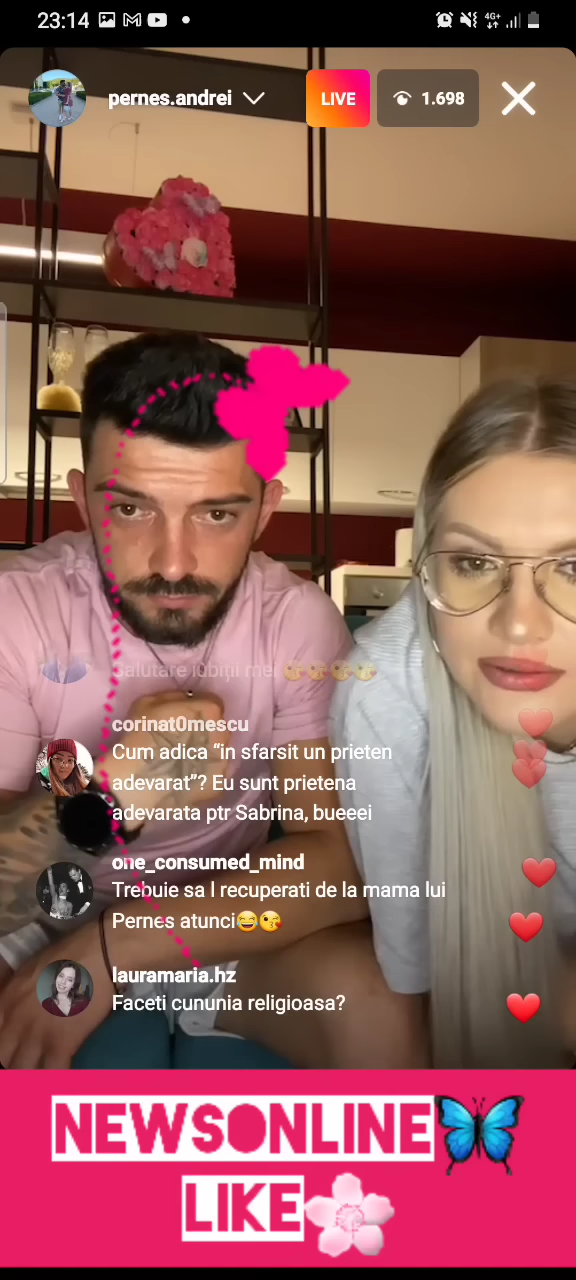 23:14
4G+
pernes.andrei
LIVE
1.698
Salutare iubiții mei 😘😘😘😘
corinat0mescu
Cum adica “in sfarsit un prieten
adevarat”? Eu sunt prietena
adevarata ptr Sabrina, bueeei
one_consumed_mind
Trebuie sa l recuperati de la mama lui
Pernes atunci😂😘
lauramaria.hz
Faceti cununia religioasa?
NEWSONLINE🦋
LIKE🌸